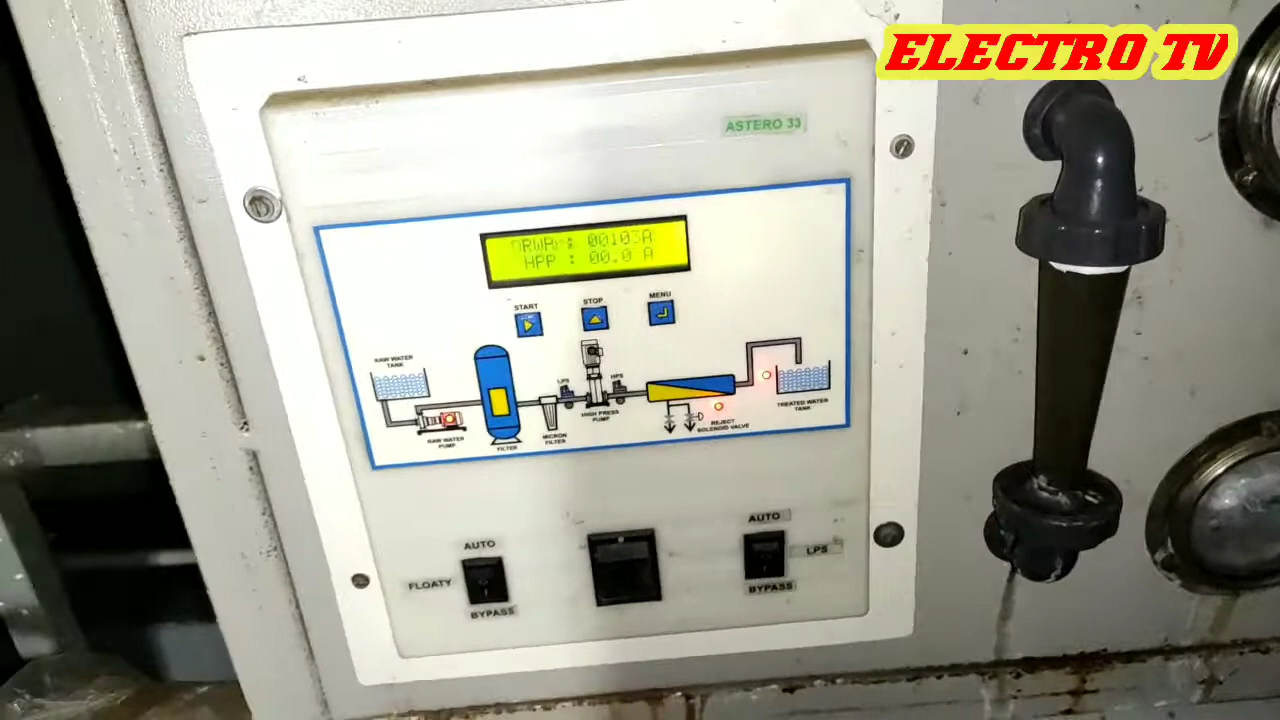 ELECTRO TV
ASTERO 33
HPP : 00.0 A
START
STOP
MENU
RAW WATER
TANK
LPS
HPS
RAW WATER
PUMP
FILTER
MICRON
FILTER
HIGH PRESS
PUMP
REJECT
SOLENOID VALVE
TREATED WATER
TANK
AUTO
FLOATY
BYPASS
AUTO
LPS
BYPASS